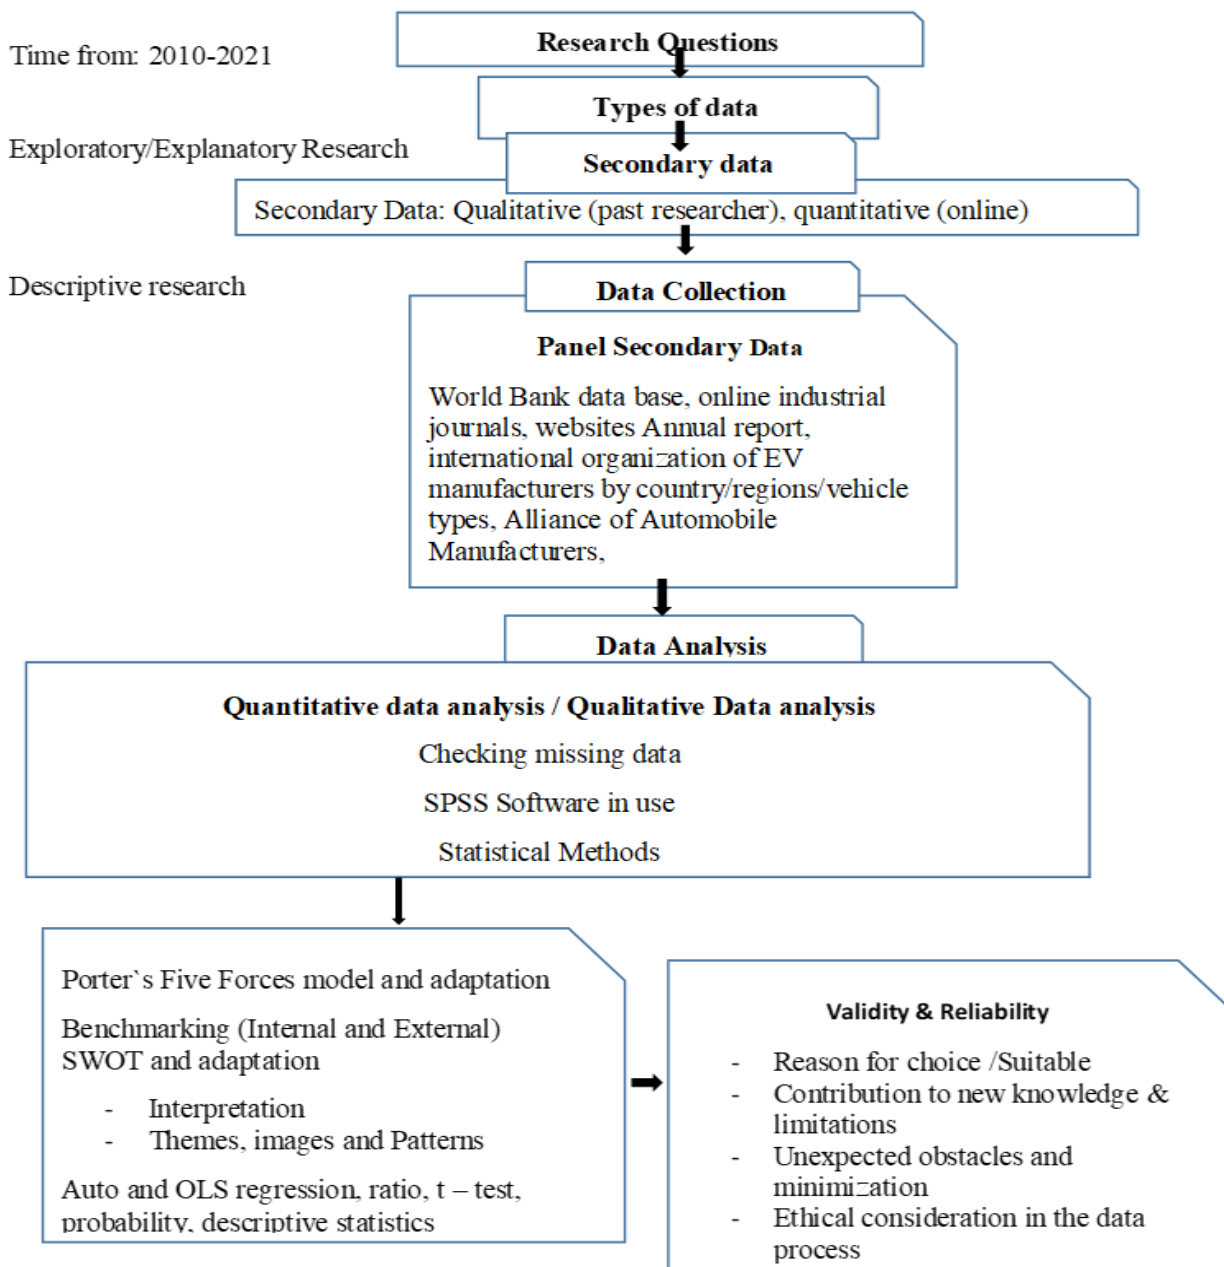 Research Questions
Time from: 2010-2021
Types of data
Exploratory/Explanatory Research
Secondary data
Secondary Data: Qualitative (past researcher), quantitative (online)
Descriptive research
Data Collection
Panel Secondary Data
World Bank data base, online industrial
journals, websites Annual report,
international organization of EV
manufacturers by country/regions/vehicle
types, Alliance of Automobile
Manufacturers,
Data Analysis
Quantitative data analysis / Qualitative Data analysis
Checking missing data
SPSS Software in use
Statistical Methods
Porter`s Five Forces model and adaptation
Benchmarking (Internal and External)
SWOT and adaptation
- Interpretation
- Themes, images and Patterns
Auto and OLS regression, ratio, t – test,
probability, descriptive statistics
Validity & Reliability
- Reason for choice /Suitable
- Contribution to new knowledge &
limitations
- Unexpected obstacles and
minimization
- Ethical consideration in the data
process